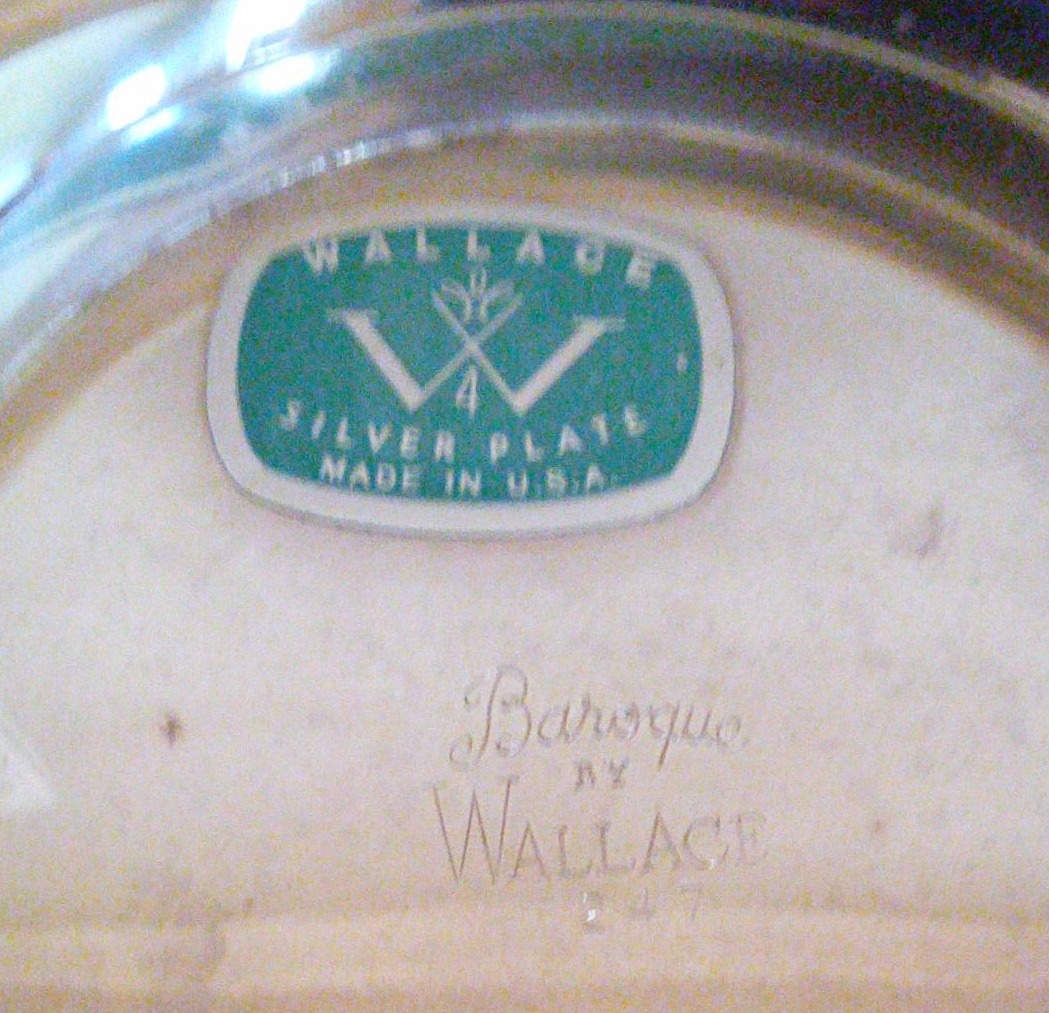 WALLACE
W
4
SILVER PLATE
MADE IN U.S.A.
Baroque
BY
WALLACE
247